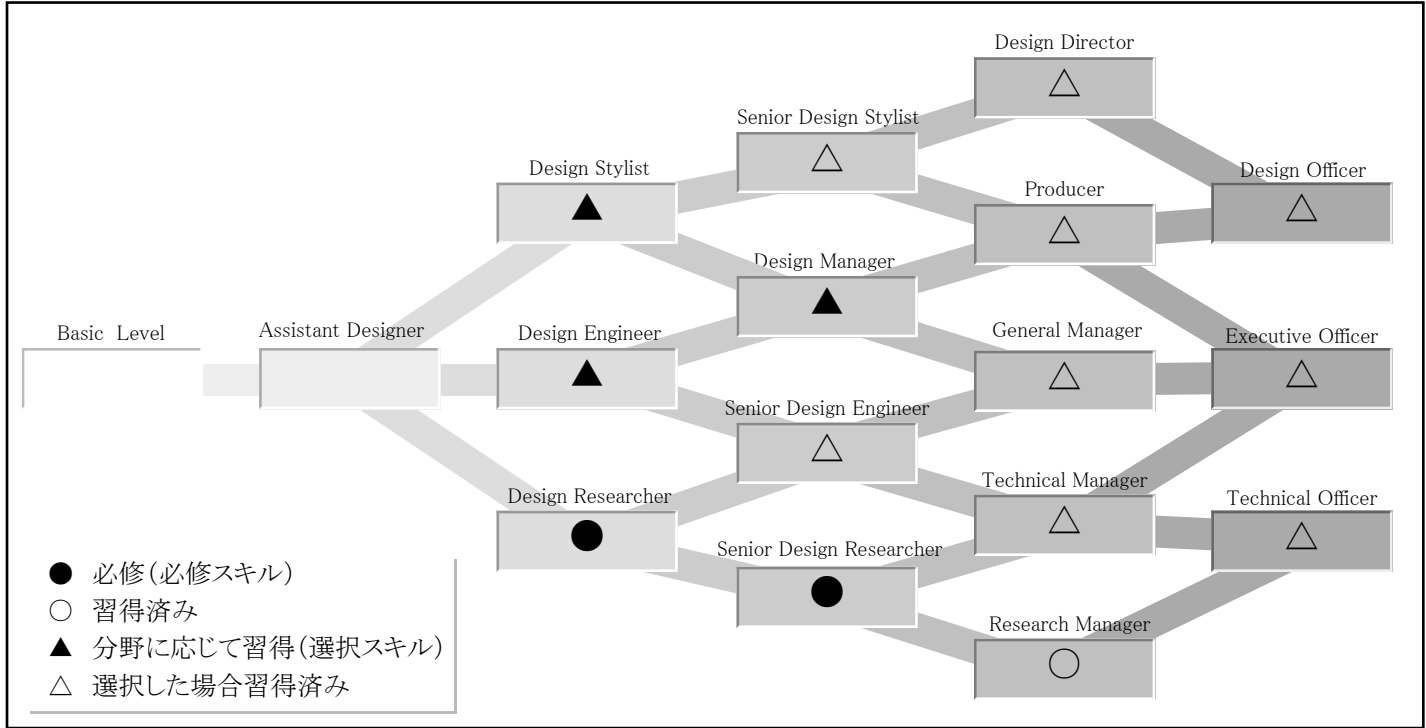 Design Director
△
Senior Design Stylist
△
Design Stylist
▲
Design Officer
△
Producer
△
Design Manager
▲
Basic Level
Assistant Designer
Design Engineer
▲
General Manager
△
Executive Officer
△
Senior Design Engineer
△
Design Researcher
●
Technical Manager
△
Technical Officer
△
Senior Design Researcher
●
Research Manager
○
● 必修(必修スキル)
○ 習得済み
▲ 分野に応じて習得(選択スキル)
△ 選択した場合習得済み